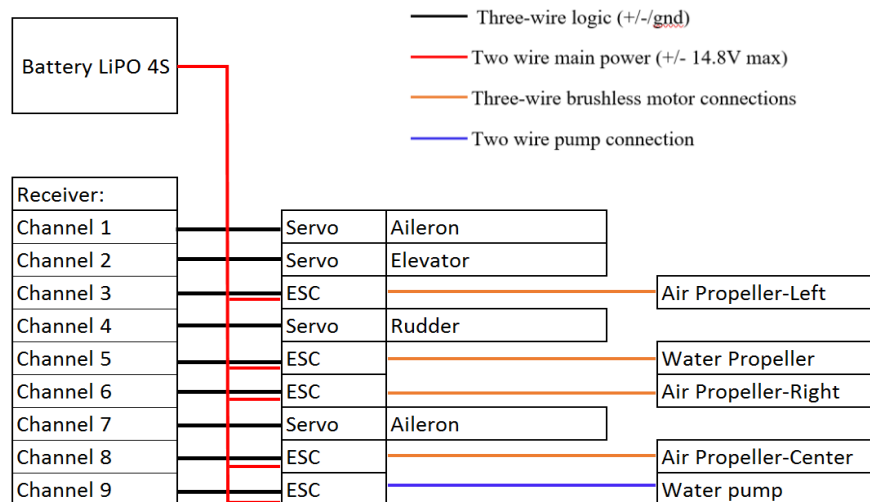 Three-wire logic (+/-/gnd)
Battery LiPO 4S
Two wire main power (+/- 14.8V max)
Three-wire brushless motor connections
Two wire pump connection
Receiver:
Channel 1 Servo Aileron
Channel 2 Servo Elevator
Channel 3 ESC Air Propeller-Left
Channel 4 Servo Rudder
Channel 5 ESC Water Propeller
Channel 6 ESC Air Propeller-Right
Channel 7 Servo Aileron
Channel 8 ESC Air Propeller-Center
Channel 9 ESC Water pump